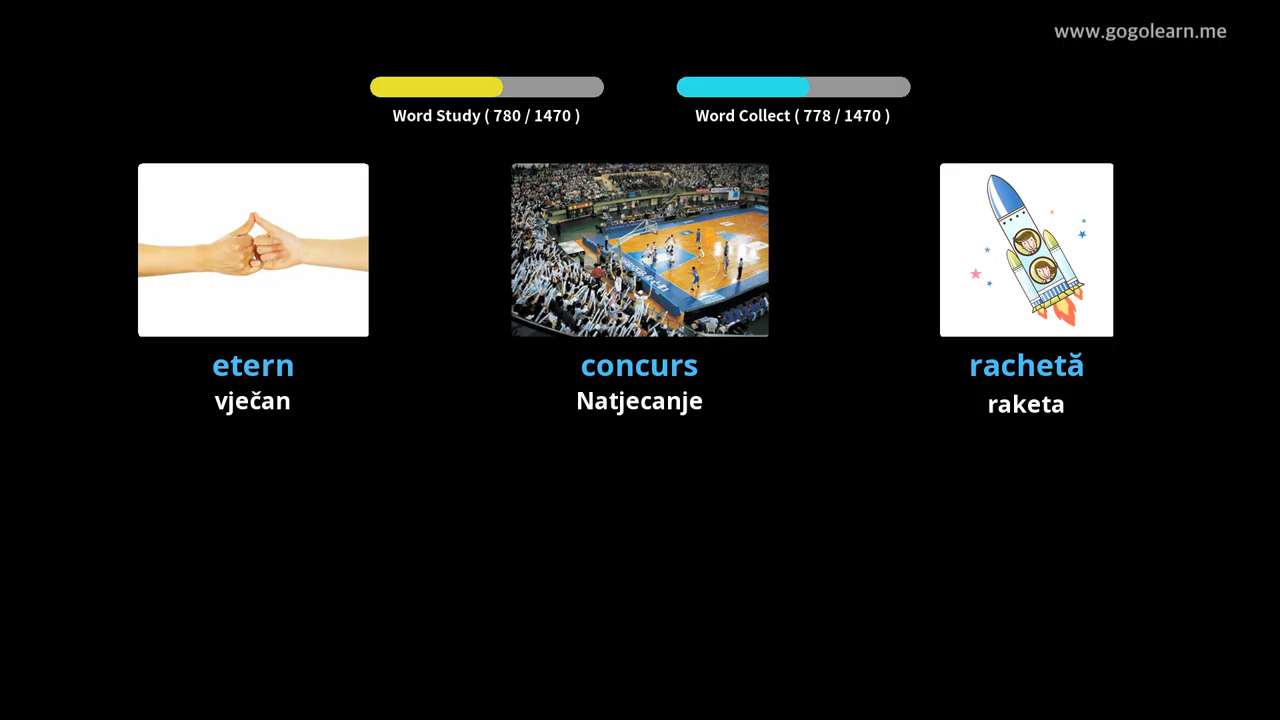 www.gogolearn.me
Word Study ( 780 / 1470 )
Word Collect ( 778 / 1470 )
etern
concurs
rachetă
vječan
Natjecanje
raketa